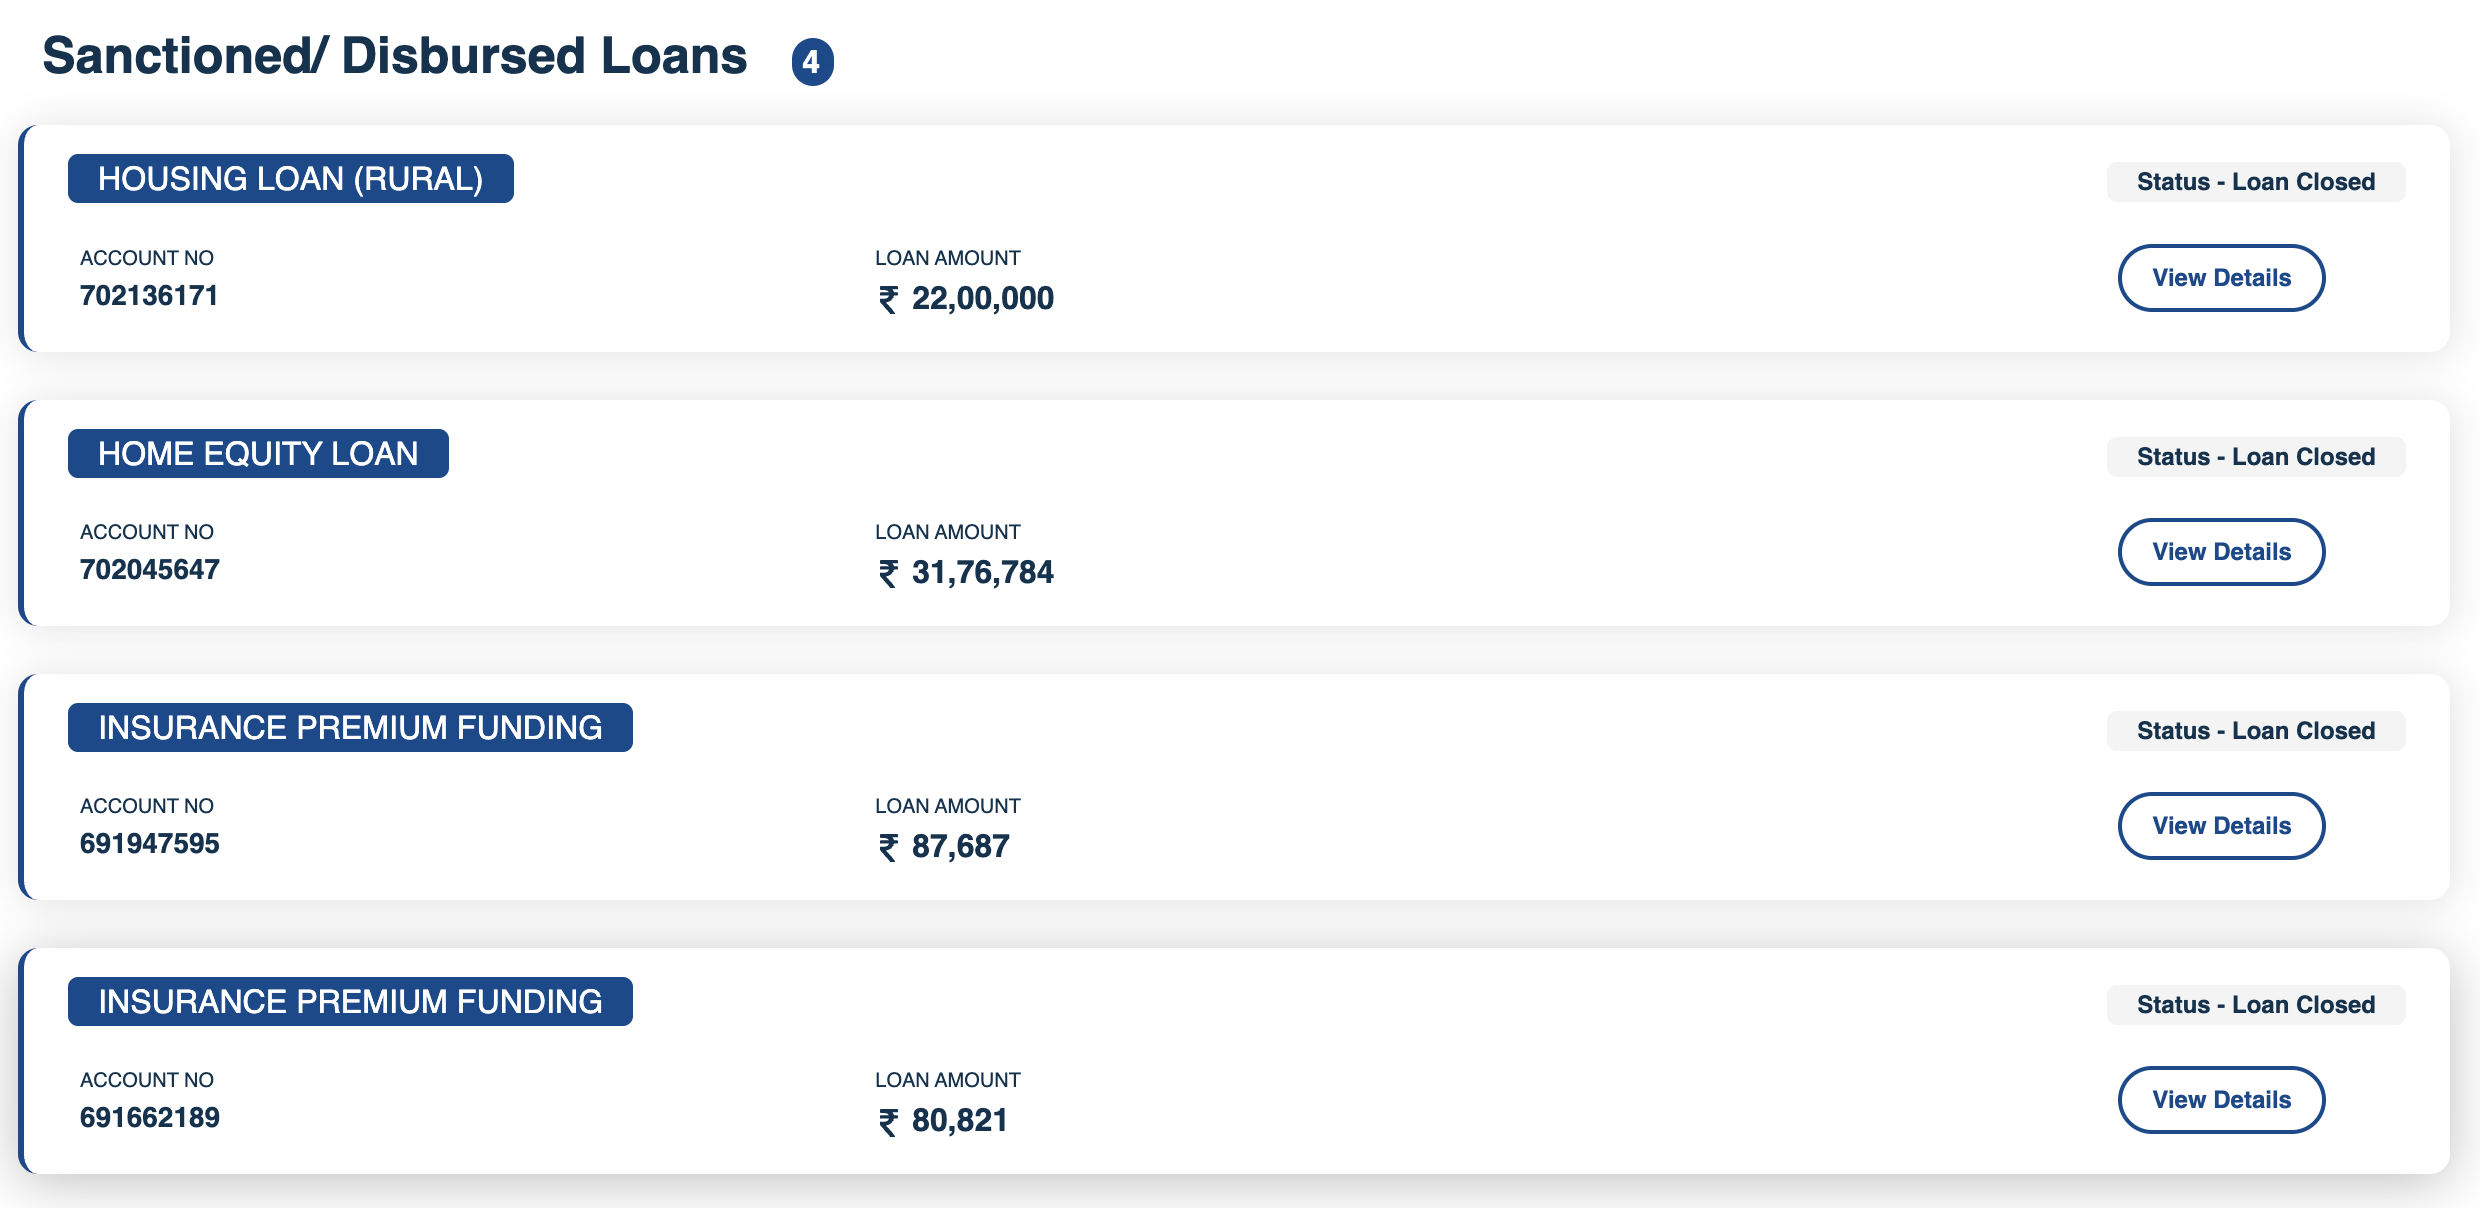 Sanctioned/ Disbursed Loans 4
HOUSING LOAN (RURAL)
Status - Loan Closed
ACCOUNT NO
702136171
LOAN AMOUNT
₹ 22,00,000
View Details
HOME EQUITY LOAN
Status - Loan Closed
ACCOUNT NO
702045647
LOAN AMOUNT
₹ 31,76,784
View Details
INSURANCE PREMIUM FUNDING
Status - Loan Closed
ACCOUNT NO
691947595
LOAN AMOUNT
₹ 87,687
View Details
INSURANCE PREMIUM FUNDING
Status - Loan Closed
ACCOUNT NO
691662189
LOAN AMOUNT
₹ 80,821
View Details